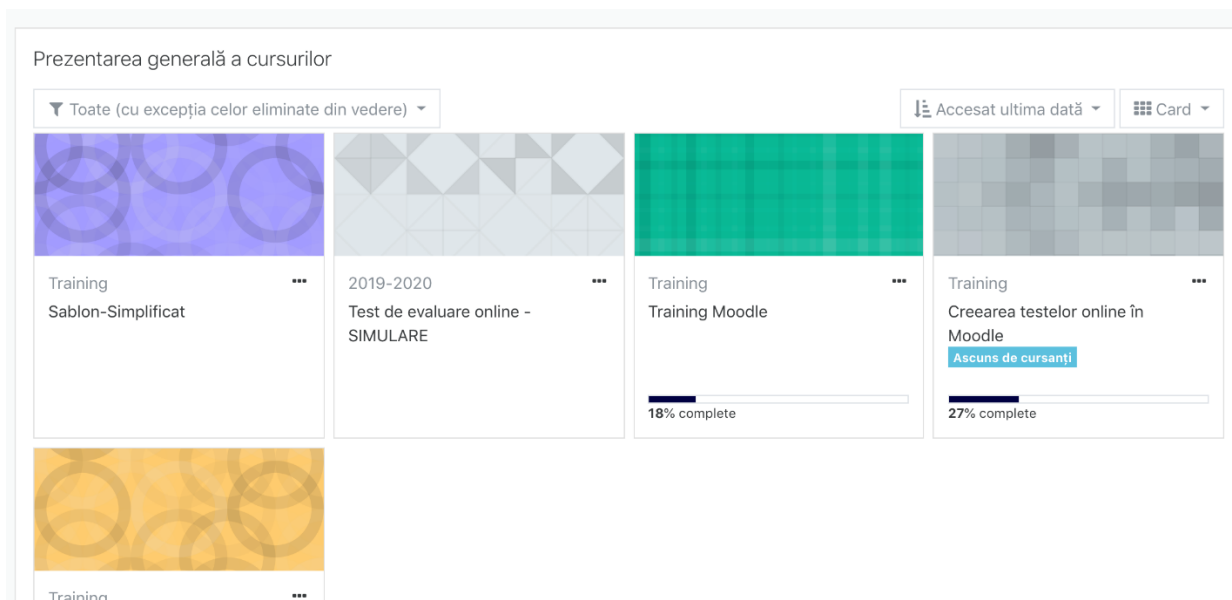 Prezentarea generală a cursurilor
Toate (cu excepția celor eliminate din vedere)
Accesat ultima dată
Card
Training
Sablon-Simplificat
2019-2020
Test de evaluare online -
SIMULARE
Training
Training Moodle
18% complete
Training
Creearea testelor online în
Moodle
Ascuns de cursanți
27% complete
Training